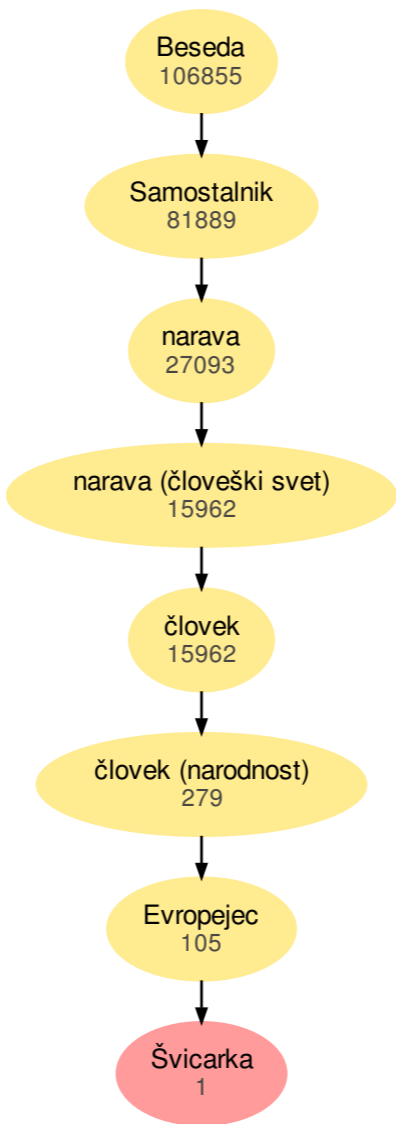 Beseda
106855
Samostalnik
81889
narava
27093
narava (človeški svet)
15962
človek
15962
človek (narodnost)
279
Evropejec
105
Švicarka
1